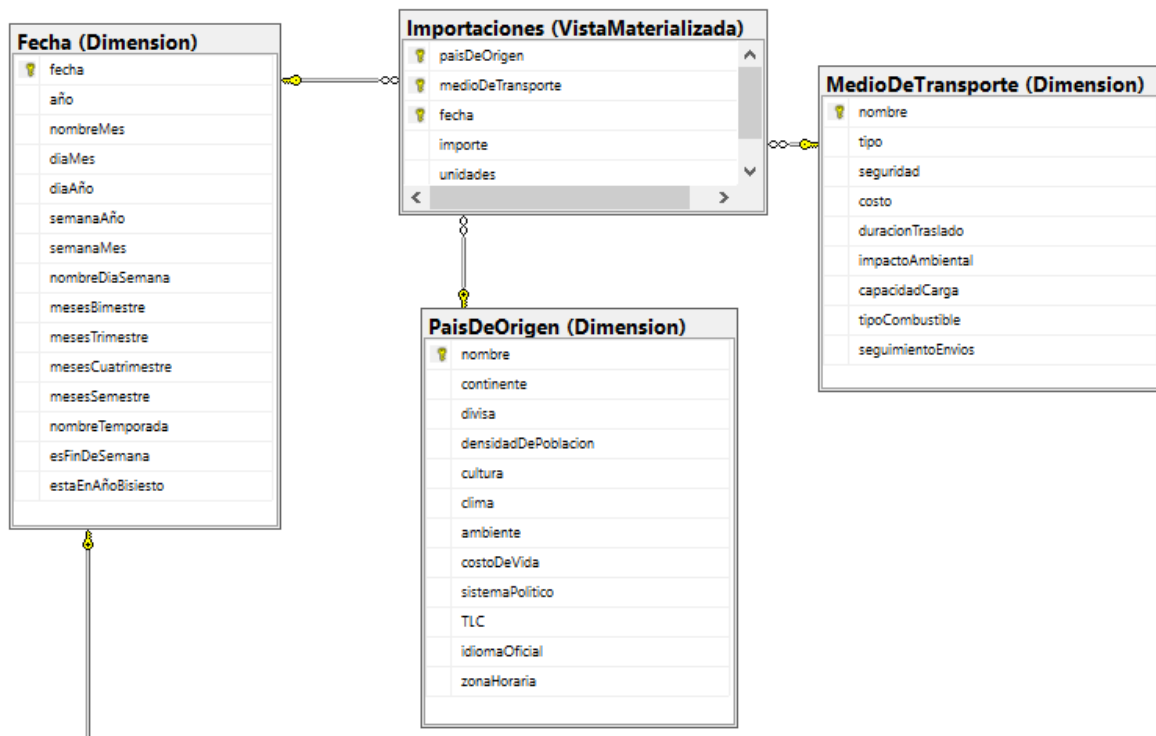 Fecha (Dimension)
fecha
año
nombreMes
diaMes
diaAño
semanaAño
semanaMes
nombreDiaSemana
mesesBimestre
mesesTrimestre
mesesCuatrimestre
mesesSemestre
nombreTemporada
esFinDeSemana
estaEnAñoBisiesto
Importaciones (VistaMaterializada)
paisDeOrigen
medioDeTransporte
fecha
importe
unidades
MedioDeTransporte (Dimension)
nombre
tipo
seguridad
costo
duracionTraslado
impactoAmbiental
capacidadCarga
tipoCombustible
seguimientoEnvios
PaisDeOrigen (Dimension)
nombre
continente
divisa
densidadDePoblacion
cultura
clima
ambiente
costoDeVida
sistemaPolitico
TLC
idiomaOficial
zonaHoraria